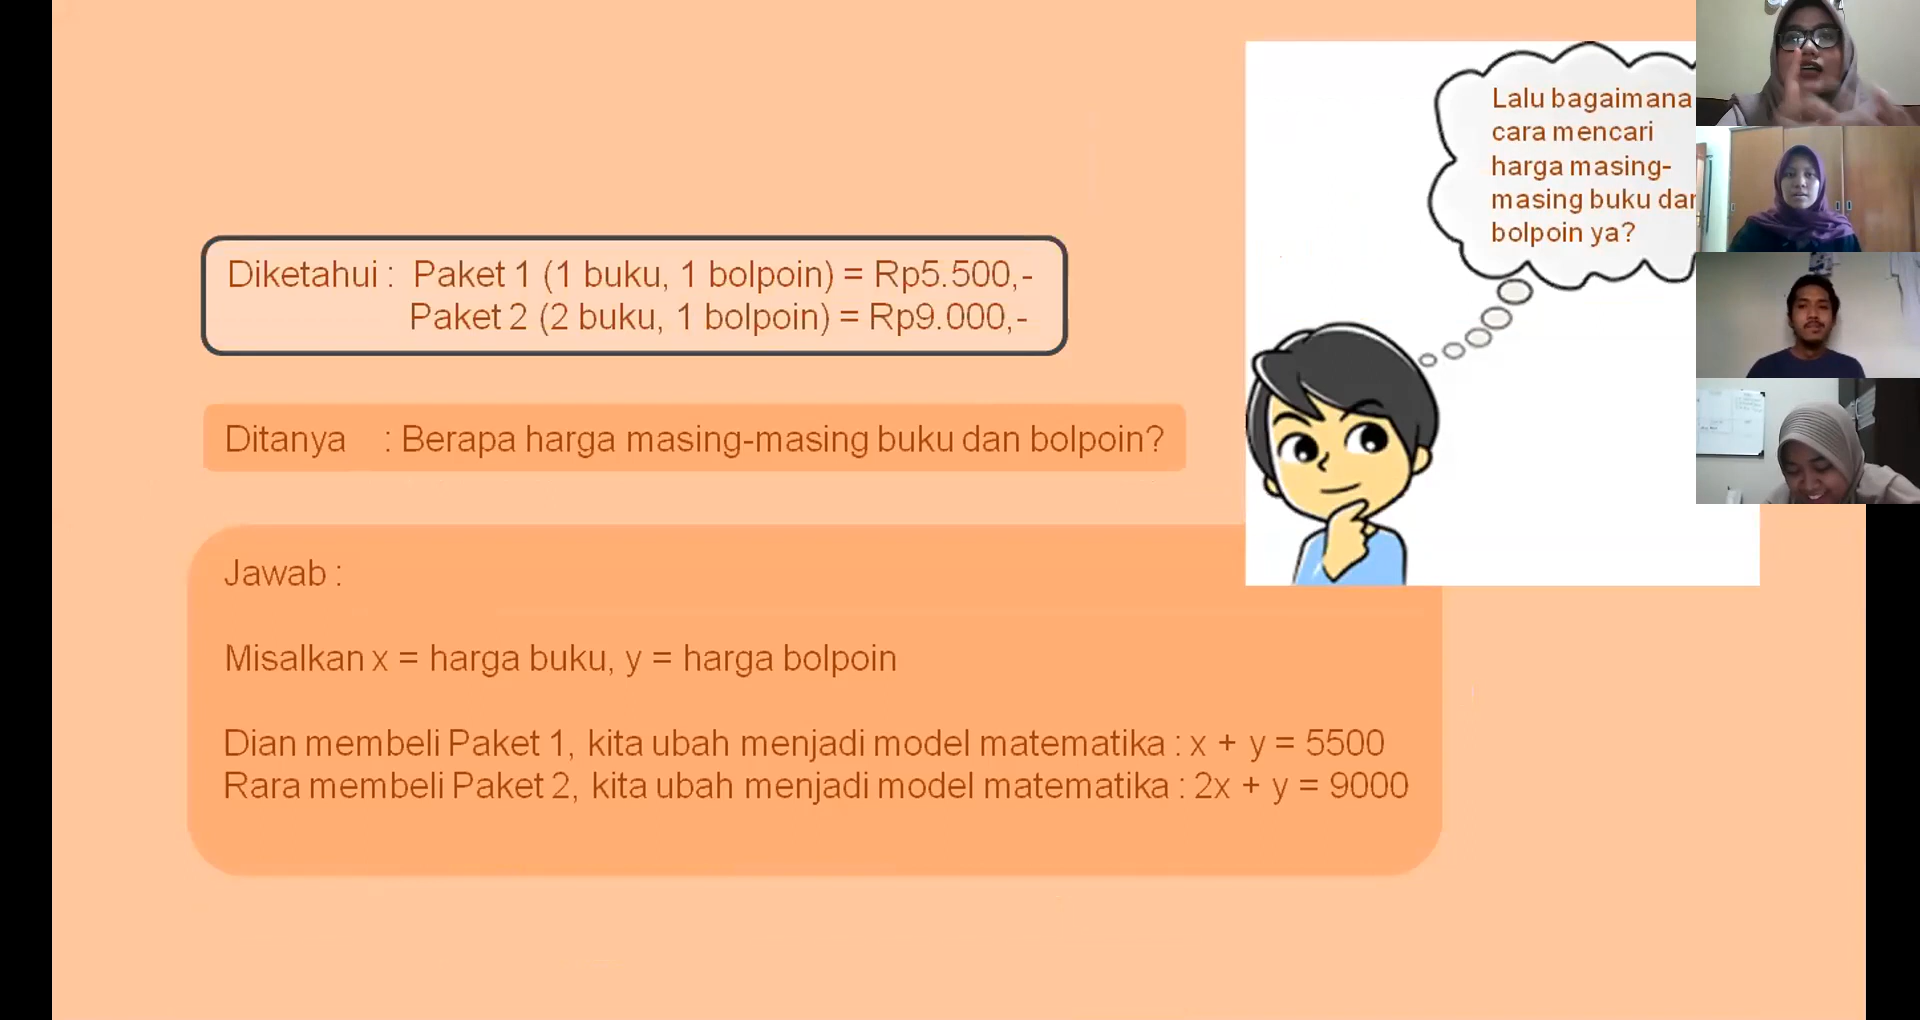 Lalu bagaimana
cara mencari
harga masing-
masing buku dan
bolpoin ya?
Diketahui : Paket 1 (1 buku, 1 bolpoin) = Rp5.500,-
Paket 2 (2 buku, 1 bolpoin) = Rp9.000,-
Ditanya : Berapa harga masing-masing buku dan bolpoin?
Jawab :
Misalkan x = harga buku, y = harga bolpoin
Dian membeli Paket 1, kita ubah menjadi model matematika : x + y = 5500
Rara membeli Paket 2, kita ubah menjadi model matematika : 2x + y = 9000